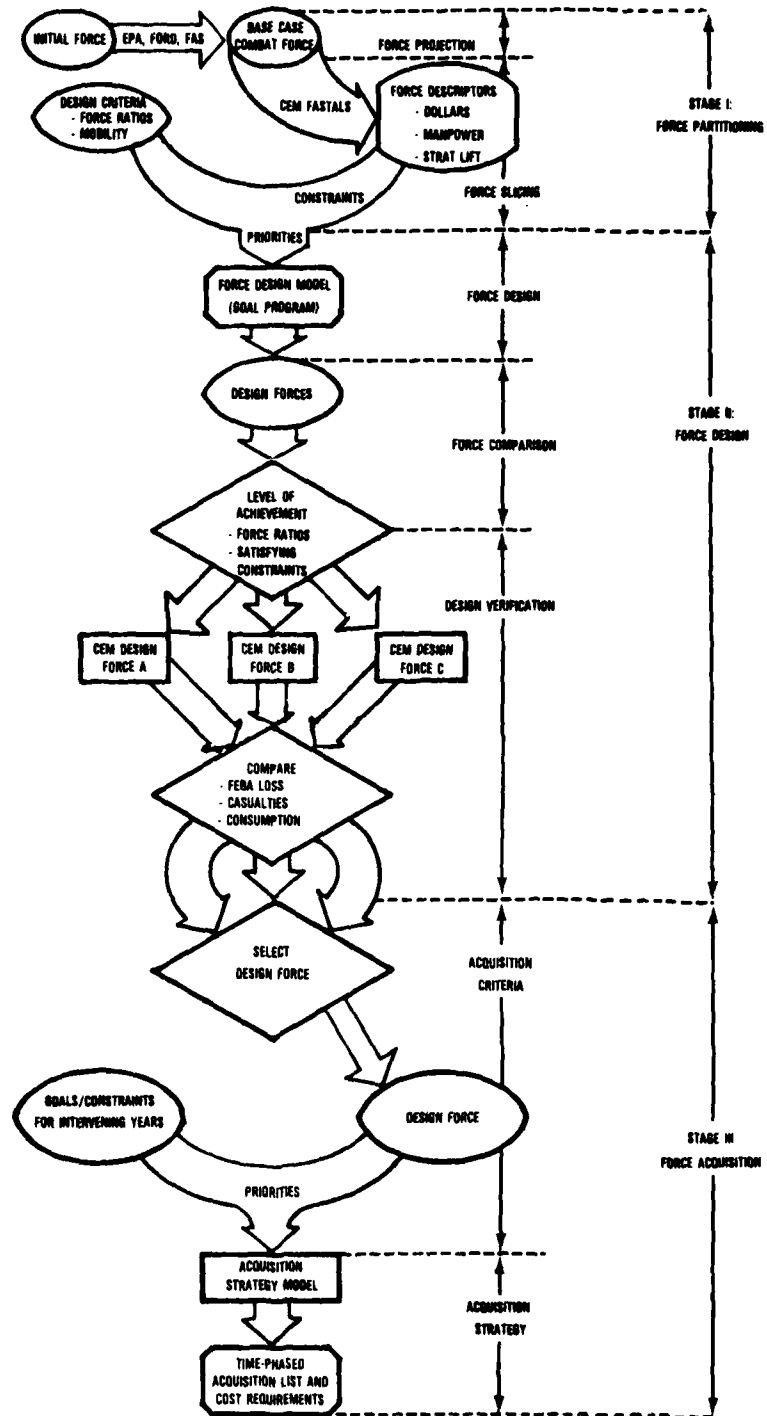 INITIAL FORCE
EPA, FORD, FAS
BASE CASE
COMBAT FORCE
FORCE PROJECTION
DESIGN CRITERIA
- FORCE RATIOS
- MOBILITY
CEM FASTALS
FORCE DESCRIPTORS
- DOLLARS
- MANPOWER
- STRAT LIFT
STAGE I:
FORCE PARTITIONING
CONSTRAINTS
FORCE SLICING
PRIORITIES
FORCE DESIGN MODEL
(GOAL PROGRAM)
FORCE DESIGN
DESIGN FORCES
STAGE II:
FORCE DESIGN
FORCE COMPARISON
LEVEL OF
ACHIEVEMENT
- FORCE RATIOS
- SATISFYING
CONSTRAINTS
DESIGN VERIFICATION
CEM DESIGN
FORCE A
CEM DESIGN
FORCE B
CEM DESIGN
FORCE C
COMPARE
- FEBA LOSS
- CASUALTIES
- CONSUMPTION
SELECT
DESIGN FORCE
ACQUISITION
CRITERIA
GOALS/CONSTRAINTS
FOR INTERVENING YEARS
DESIGN FORCE
STAGE III
FORCE ACQUISITION
PRIORITIES
ACQUISITION
STRATEGY MODEL
ACQUISITION
STRATEGY
TIME-PHASED
ACQUISITION LIST AND
COST REQUIREMENTS